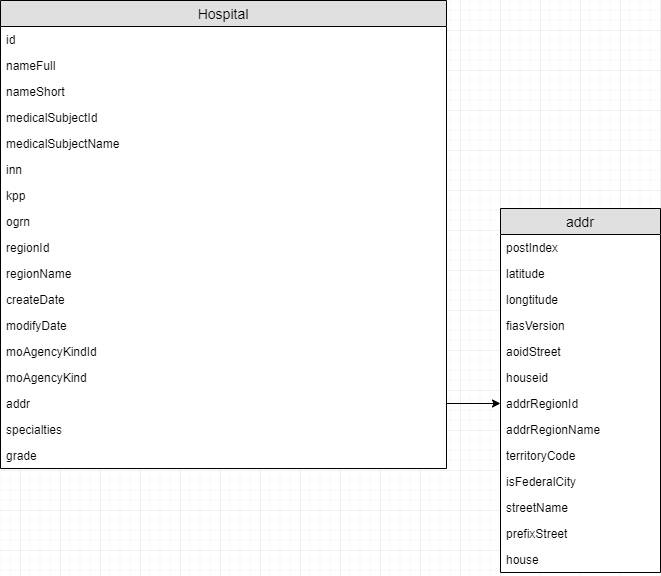 Hospital
id
nameFull
nameShort
medicalSubjectId
medicalSubjectName
inn
kpp
ogrn
regionId
regionName
createDate
modifyDate
moAgencyKindId
moAgencyKind
addr
specialties
grade
addr
postIndex
latitude
longtitude
fiasVersion
aoidStreet
houseid
addrRegionId
addrRegionName
territoryCode
isFederalCity
streetName
prefixStreet
house